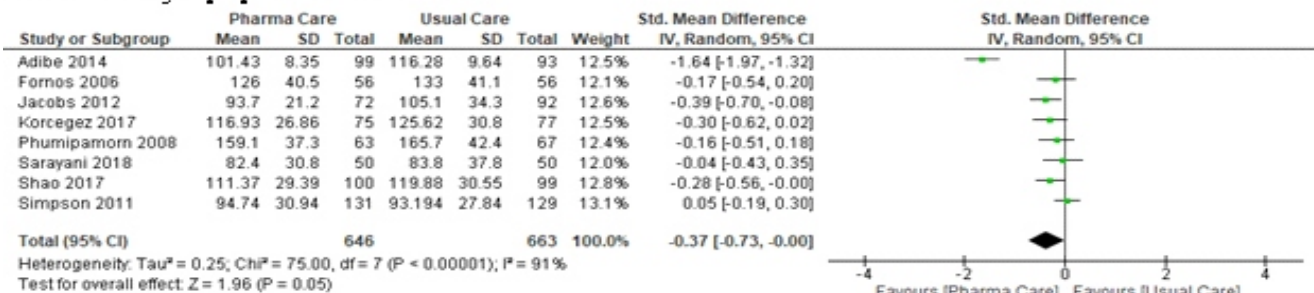 Pharma Care Usual Care Std. Mean Difference Std. Mean Difference
Study or Subgroup Mean SD Total Mean SD Total Weight IV, Random, 95% CI IV, Random, 95% CI
Adibe 2014 101.43 8.35 99 116.28 9.64 93 12.5% -1.64 [-1.97, -1.32]
Fornos 2006 126 40.5 56 133 41.1 56 12.1% -0.17 [-0.54, 0.20]
Jacobs 2012 93.7 21.2 72 105.1 34.3 92 12.6% -0.39 [-0.70, -0.08]
Korcegez 2017 116.93 26.86 75 125.62 30.8 77 12.5% -0.30 [-0.62, 0.02]
Phumipamorn 2008 159.1 37.3 63 165.7 42.4 67 12.4% -0.16 [-0.51, 0.18]
Sarayani 2018 82.4 30.8 50 83.8 37.8 50 12.0% -0.04 [-0.43, 0.35]
Shao 2017 111.37 29.39 100 119.88 30.55 99 12.8% -0.28 [-0.56, -0.00]
Simpson 2011 94.74 30.94 131 93.194 27.84 129 13.1% 0.05 [-0.19, 0.30]
Total (95% CI) 646 663 100.0% -0.37 [-0.73, -0.00]
Heterogeneity: Tau² = 0.25; Chi² = 75.00, df = 7 (P < 0.00001); I² = 91%
Test for overall effect: Z = 1.96 (P = 0.05)
-4 -2 0 2 4
Favours [Pharma Care] Favours [Usual Care]